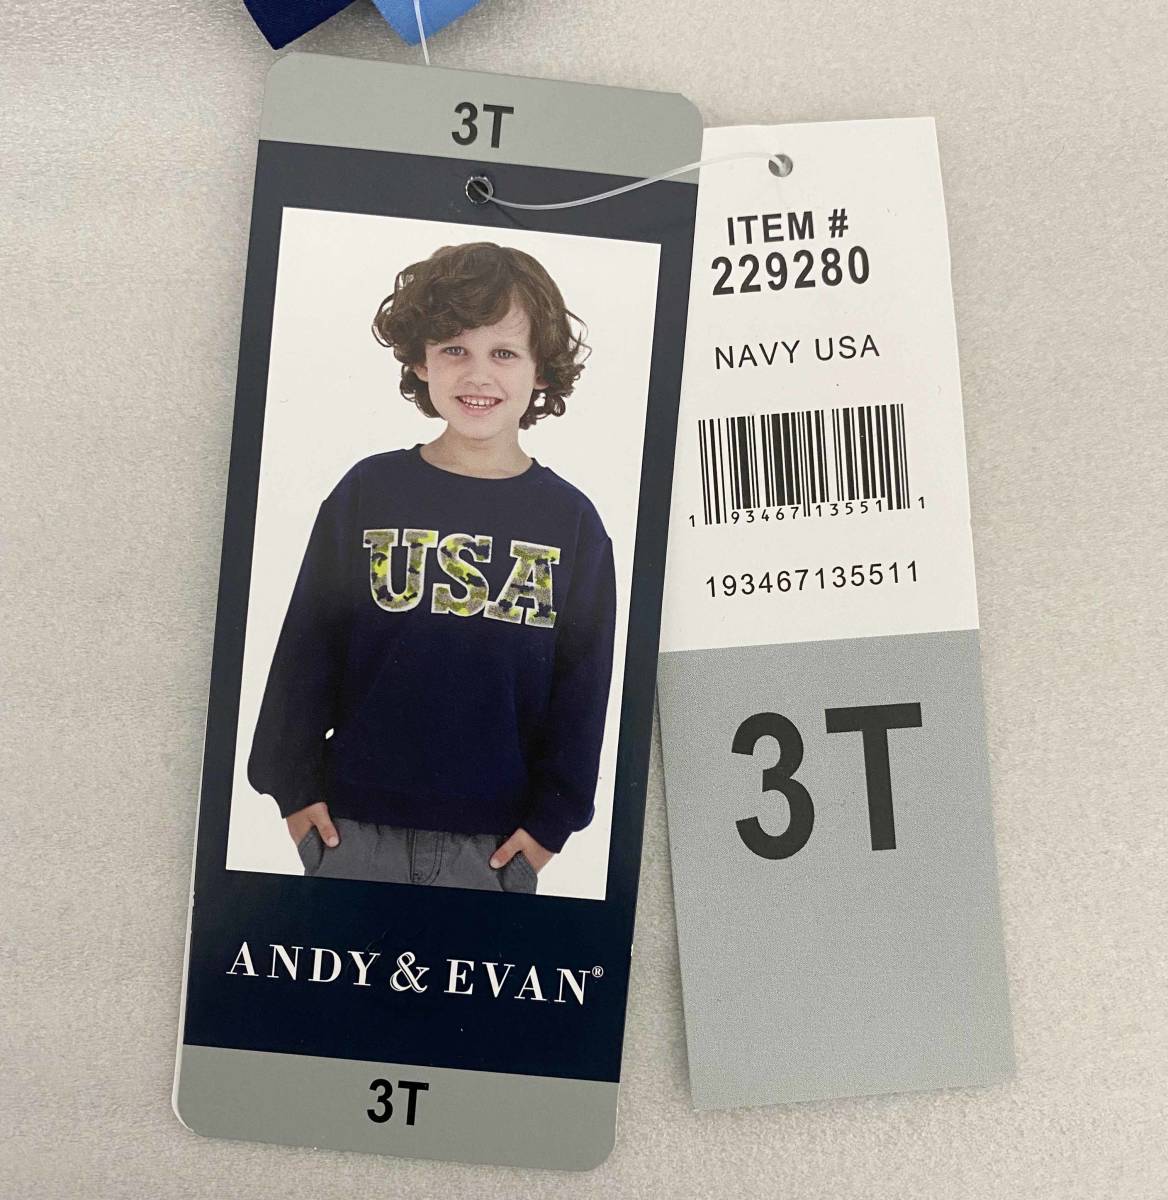 3T
USA
ANDY & EVAN®
3T
ITEM #
229280
NAVY USA
1 93467 13551 1
193467135511
3T